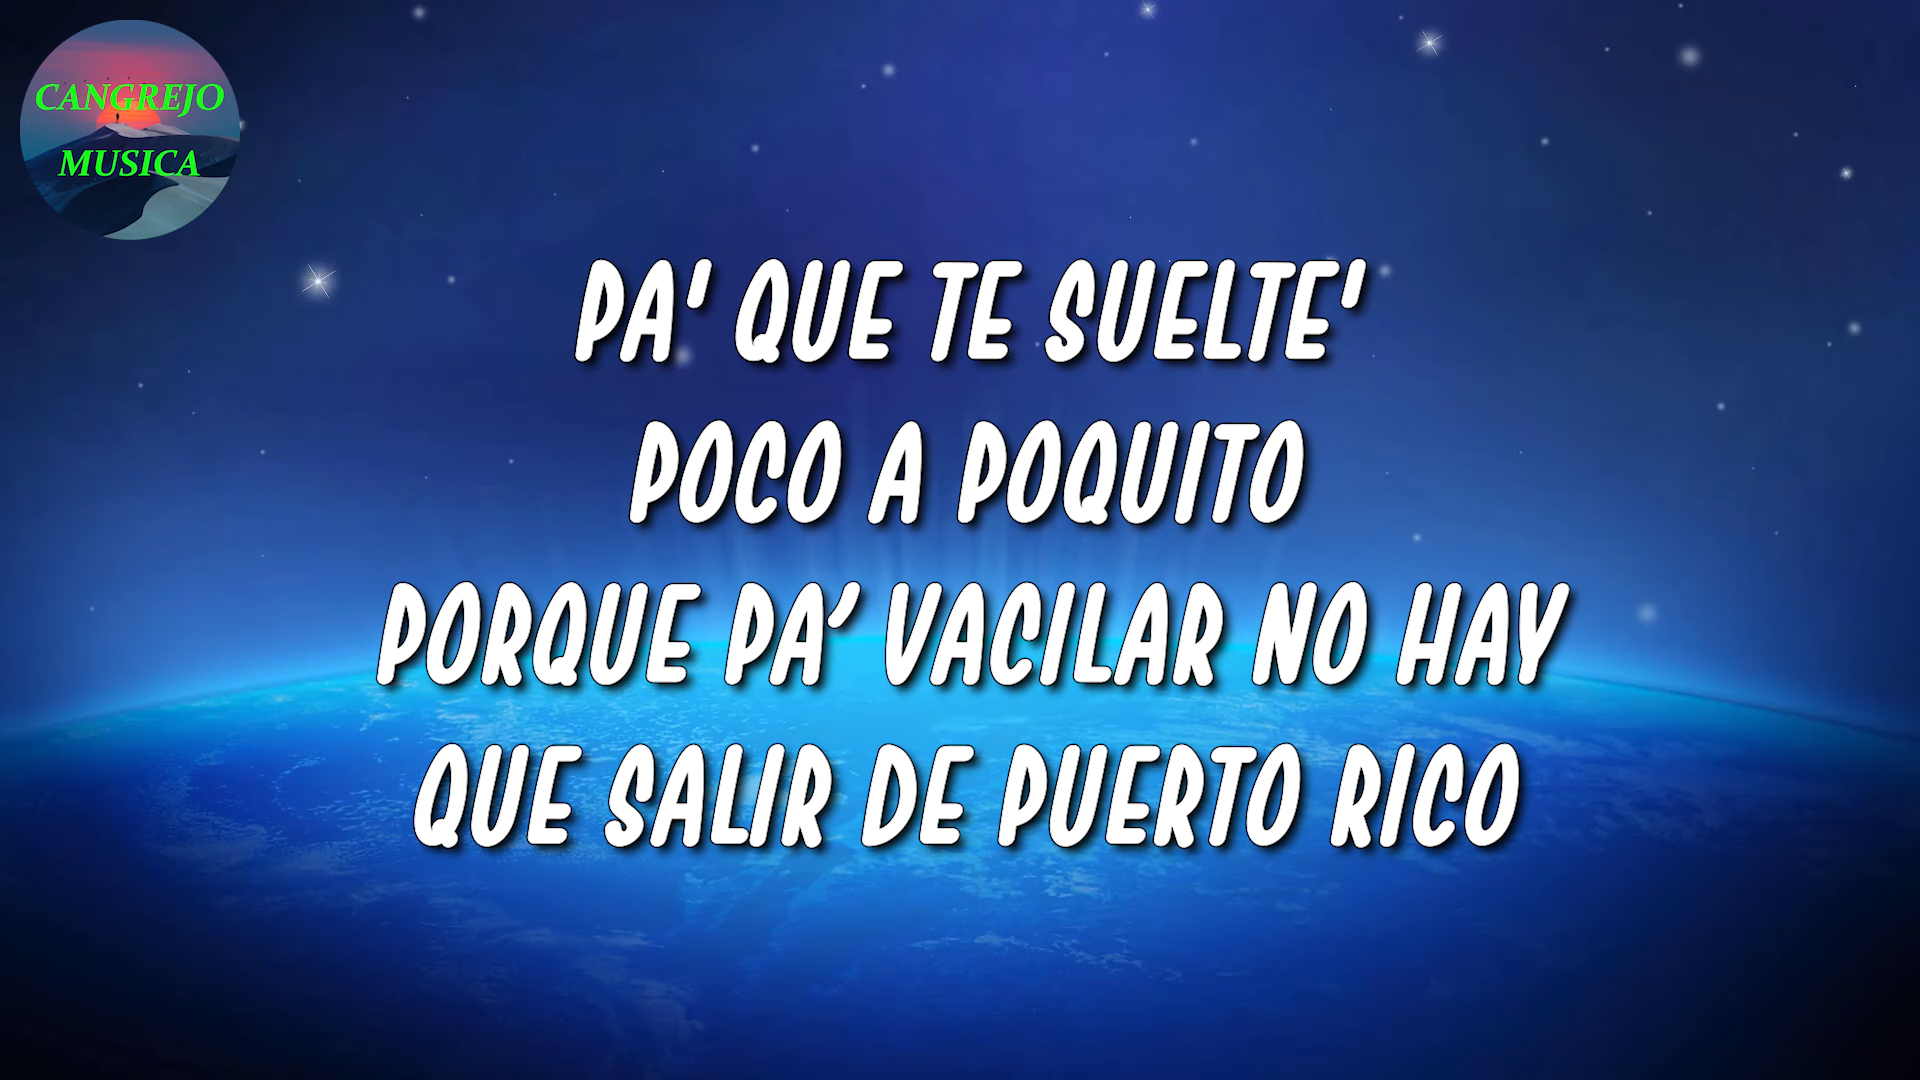 CANGREJO
MUSICA
PA' QUE TE SUELTE'
POCO A POQUITO
PORQUE PA' VACILAR NO HAY
QUE SALIR DE PUERTO RICO